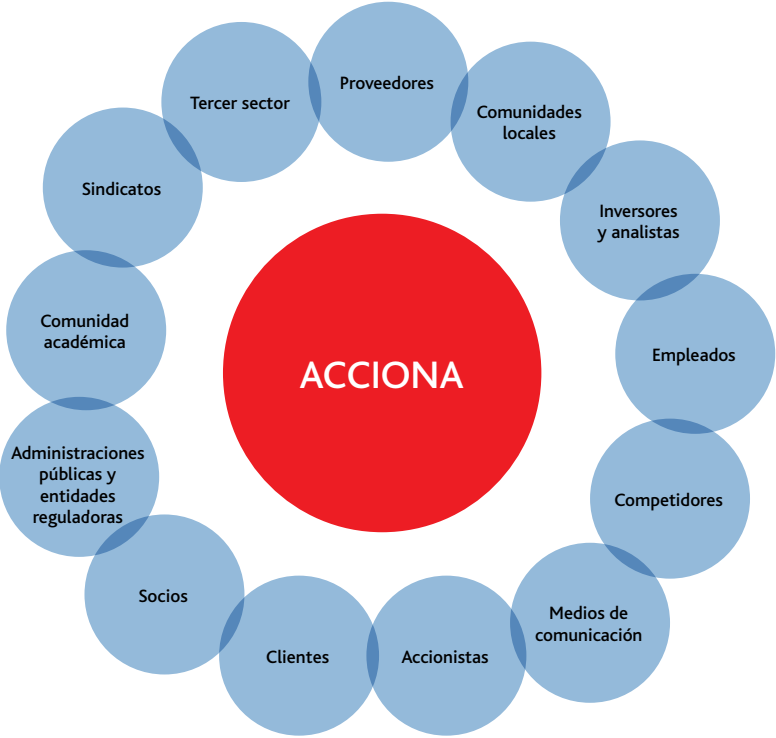 Proveedores
Tercer sector
Comunidades
locales
Sindicatos
Inversores
y analistas
Comunidad
académica
Empleados
ACCIONA
Administraciones
públicas y
entidades
reguladoras
Competidores
Socios
Medios de
comunicación
Clientes
Accionistas